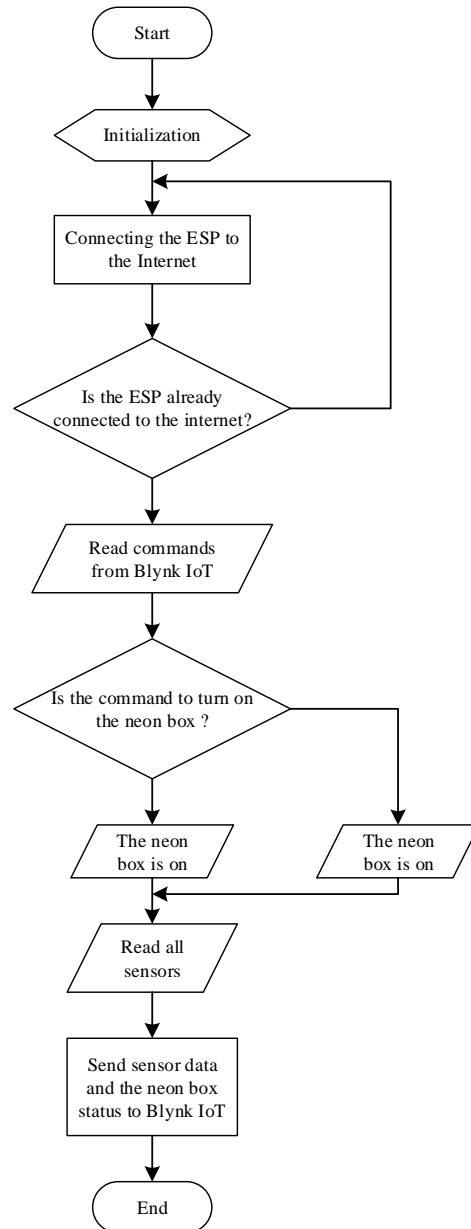 Start
Initialization
Connecting the ESP to
the Internet
Is the ESP already
connected to the internet?
Read commands
from Blynk IoT
Is the command to turn on
the neon box ?
The neon
box is on
The neon
box is on
Read all
sensors
Send sensor data
and the neon box
status to Blynk IoT
End